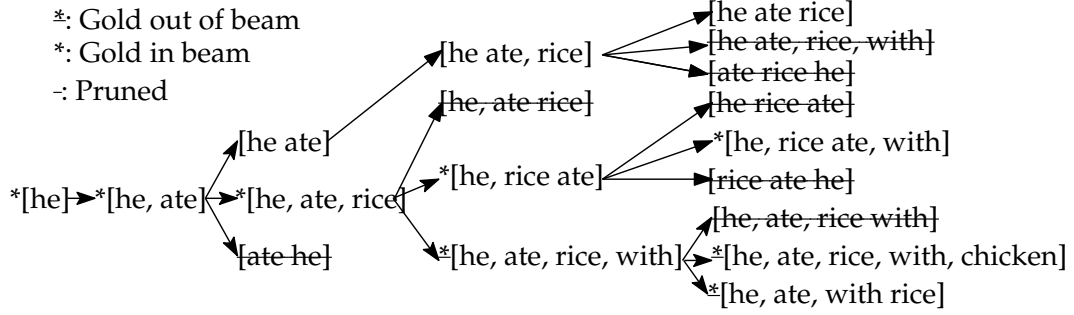 *: Gold out of beam
*: Gold in beam
-: Pruned
*[he]
*[he, ate]
[he ate]
*[he, ate, rice]
[ate he]
[he ate, rice]
[he, ate rice]
*[he, rice ate]
*[he, ate, rice, with]
[he ate rice]
[he ate, rice, with]
[ate rice he]
[he rice ate]
*[he, rice ate, with]
[rice ate he]
[he, ate, rice with]
*[he, ate, rice, with, chicken]
*[he, ate, with rice]